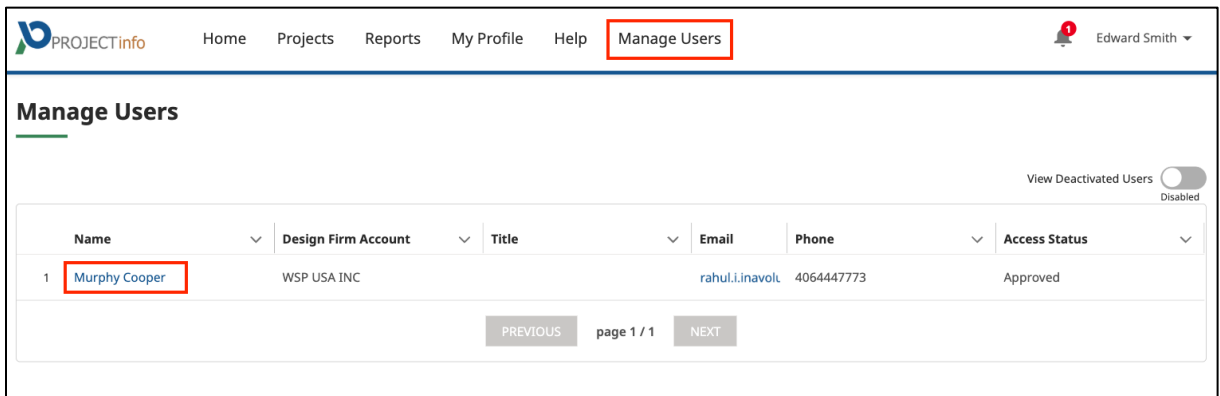 PROJECTinfo Home Projects Reports My Profile Help Manage Users 1 Edward Smith
Manage Users
View Deactivated Users
Disabled
Name Design Firm Account Title Email Phone Access Status
1 Murphy Cooper WSP USA INC rahul.i.inavolu 4064447773 Approved
PREVIOUS page 1 / 1 NEXT